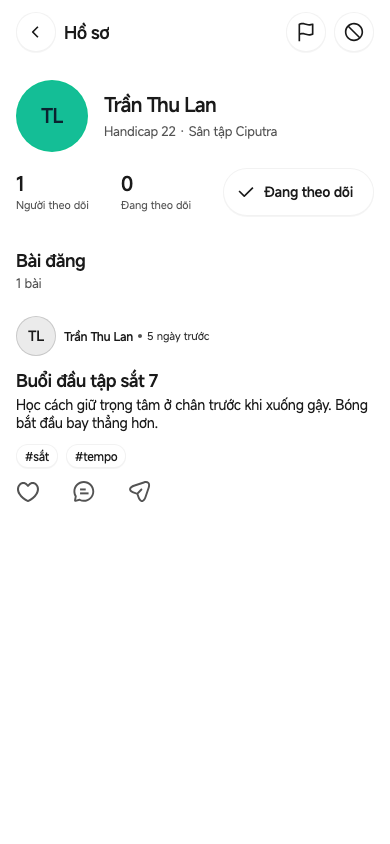 Hồ sơ
TL
Trần Thu Lan
Handicap 22 · Sân tập Ciputra
1
Người theo dõi
0
Đang theo dõi
Đang theo dõi
Bài đăng
1 bài
TL
Trần Thu Lan • 5 ngày trước
Buổi đầu tập sắt 7
Học cách giữ trọng tâm ở chân trước khi xuống gậy. Bóng
bắt đầu bay thẳng hơn.
#sắt #tempo